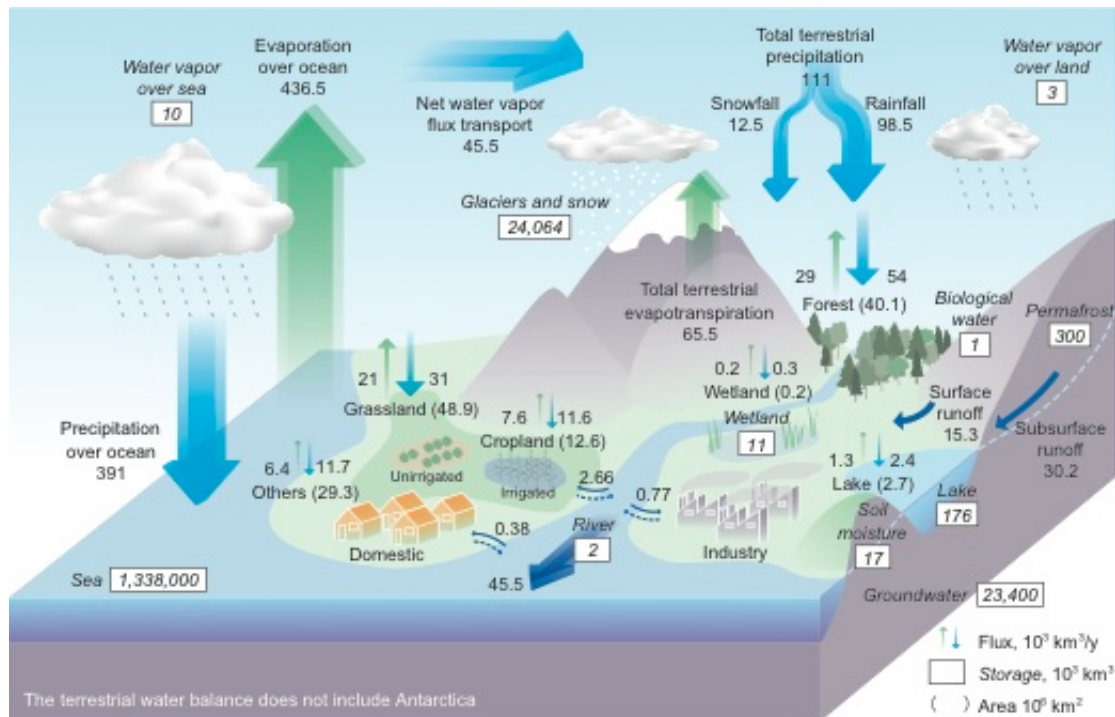 Water vapor
over sea
10
Evaporation
over ocean
436.5
Net water vapor
flux transport
45.5
Total terrestrial
precipitation
111
Snowfall
12.5
Rainfall
98.5
Water vapor
over land
3
Glaciers and snow
24,064
Total terrestrial
evapotranspiration
65.5
29 54
Forest (40.1)
Biological
water
1
Permafrost
300
0.2 0.3
Wetland (0.2)
Wetland
11
21 31
Grassland (48.9)
7.6 11.6
Cropland (12.6)
Unirrigated
Irrigated
2.66
Precipitation
over ocean
391
6.4 11.7
Others (29.3)
Surface
runoff
15.3
Subsurface
runoff
30.2
1.3 2.4
Lake (2.7)
Lake
176
Soil
moisture
17
0.77
0.38
River
2
Domestic
Industry
45.5
Sea 1,338,000
Groundwater 23,400
Flux, 10³ km³/y
Storage, 10³ km³
( ) Area 10⁶ km²
The terrestrial water balance does not include Antarctica